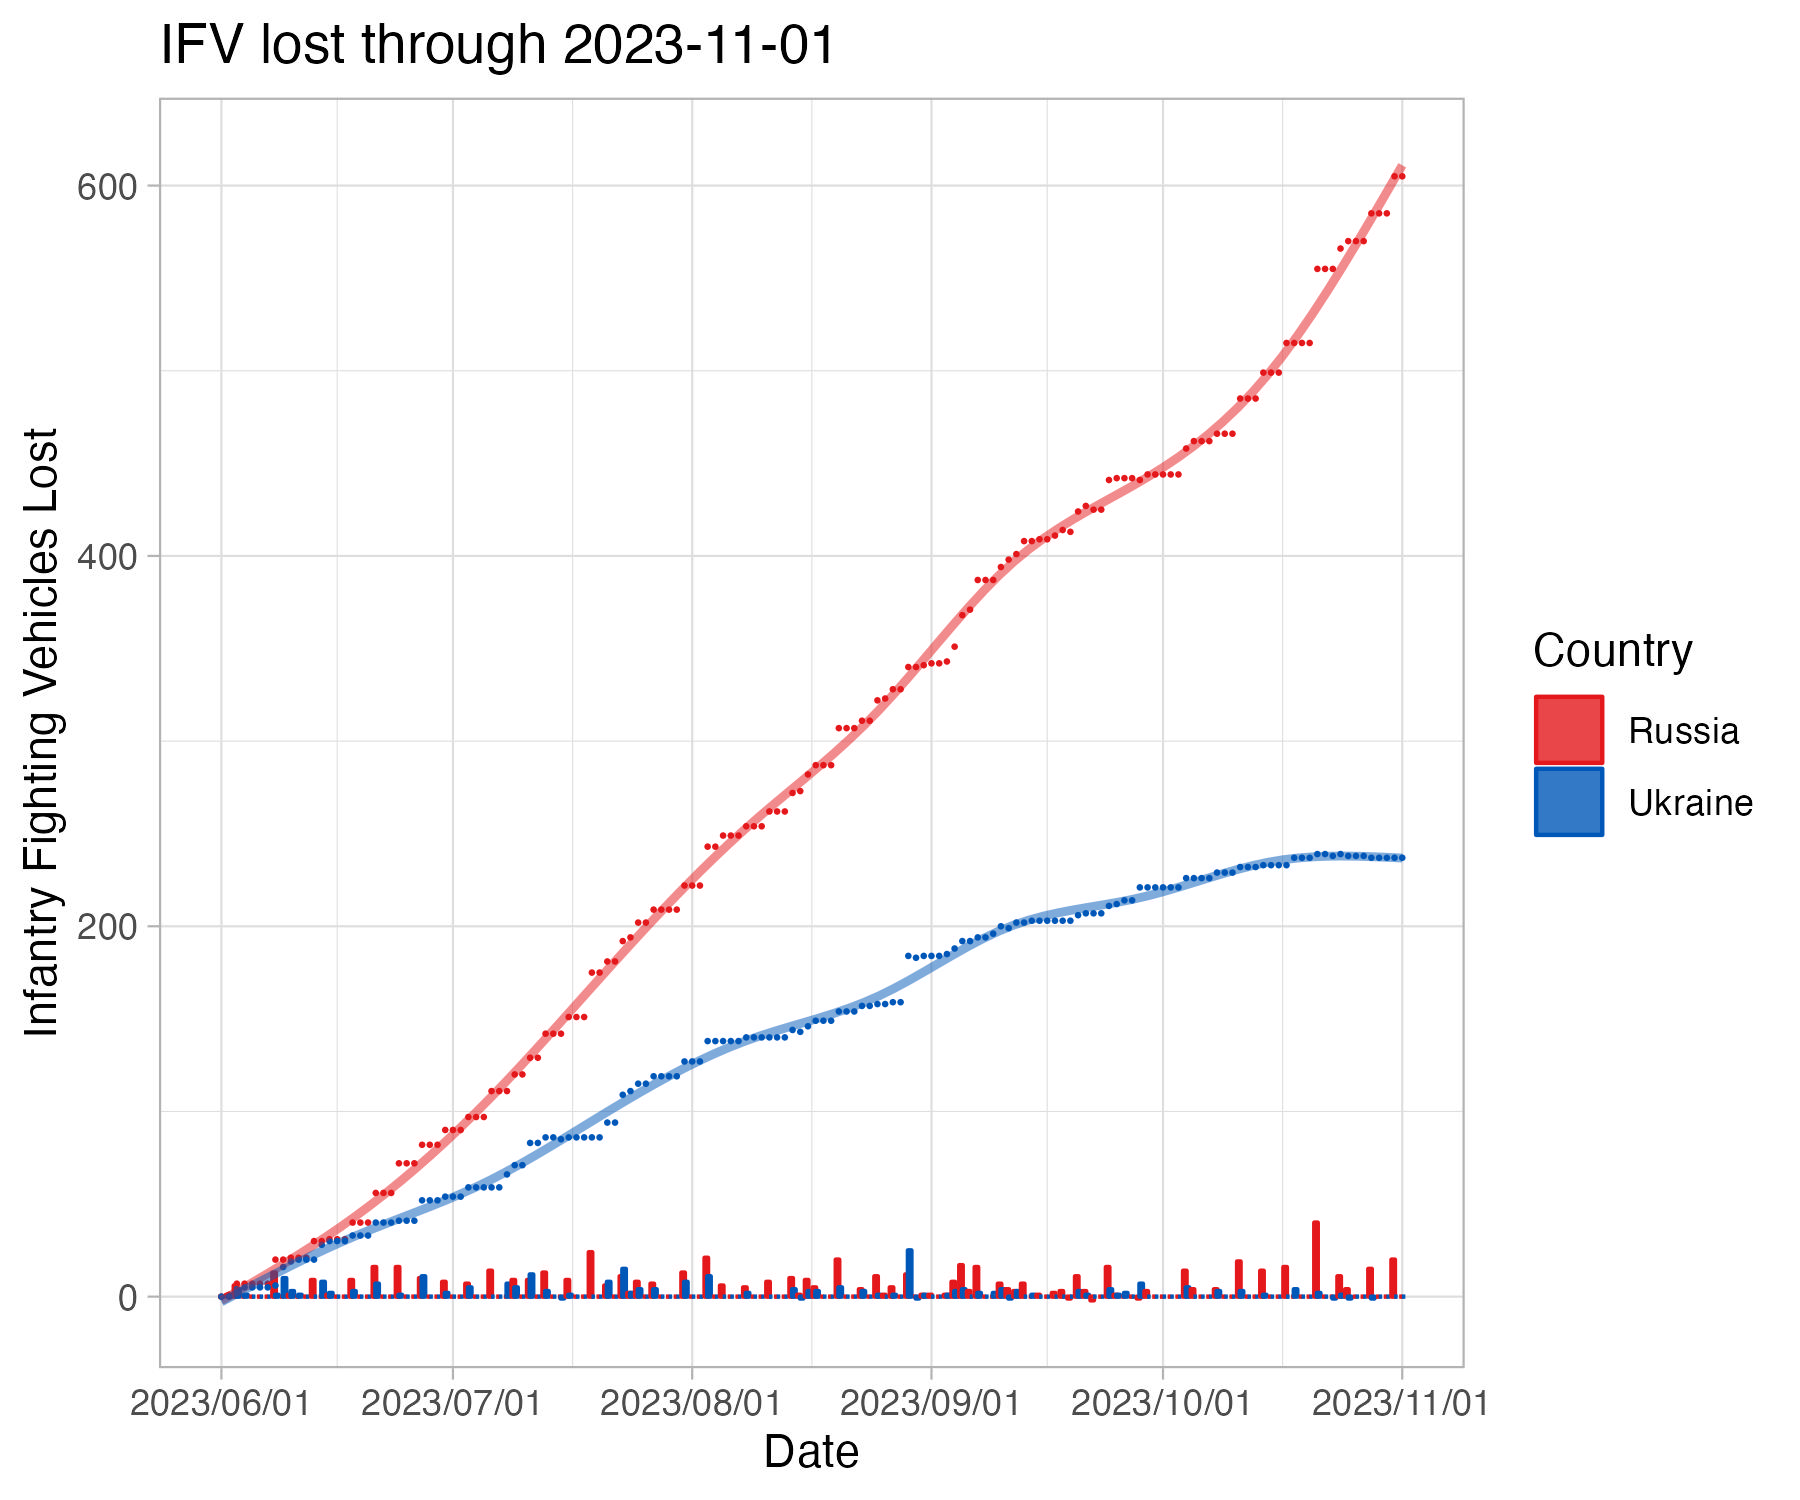 IFV lost through 2023-11-01
Infantry Fighting Vehicles Lost
600
400
200
0
2023/06/01
2023/07/01
2023/08/01
2023/09/01
2023/10/01
2023/11/01
Date
Country
Russia
Ukraine